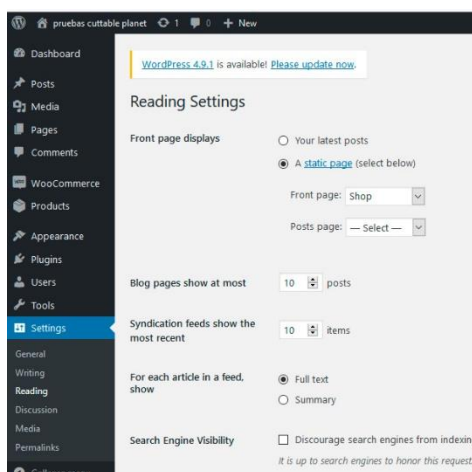 pruebas cuttable planet 1 0 + New
Dashboard
Posts
Media
Pages
Comments
WooCommerce
Products
Appearance
Plugins
Users
Tools
Settings
General
Writing
Reading
Discussion
Media
Permalinks
WordPress 4.9.1 is available! Please update now.
Reading Settings
Front page displays
Your latest posts
A static page (select below)
Front page: Shop
Posts page: — Select —
Blog pages show at most 10 posts
Syndication feeds show the
most recent
10 items
For each article in a feed,
show
Full text
Summary
Search Engine Visibility
Discourage search engines from indexin
It is up to search engines to honor this request